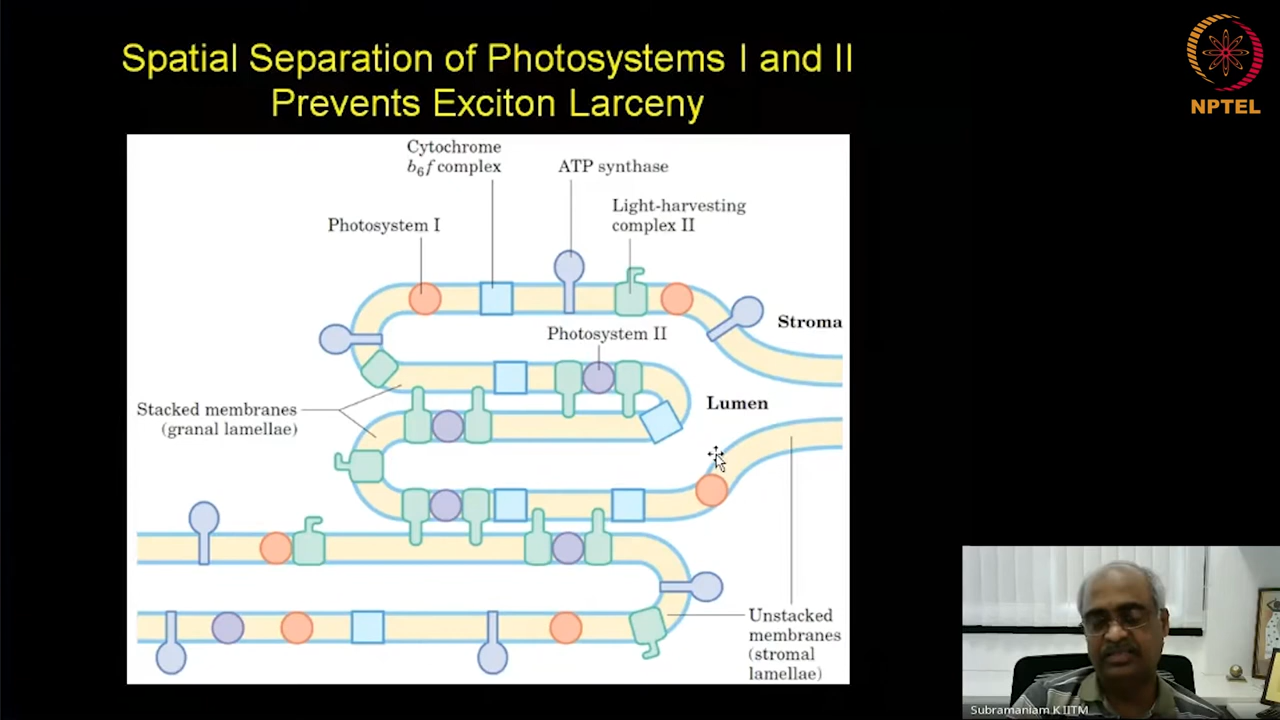 Spatial Separation of Photosystems I and II
Prevents Exciton Larceny
NPTEL
Cytochrome
b6f complex
ATP synthase
Light-harvesting
complex II
Photosystem I
Stroma
Photosystem II
Lumen
Stacked membranes
(granal lamellae)
Unstacked
membranes
(stromal
lamellae)
Subramaniam K IITM